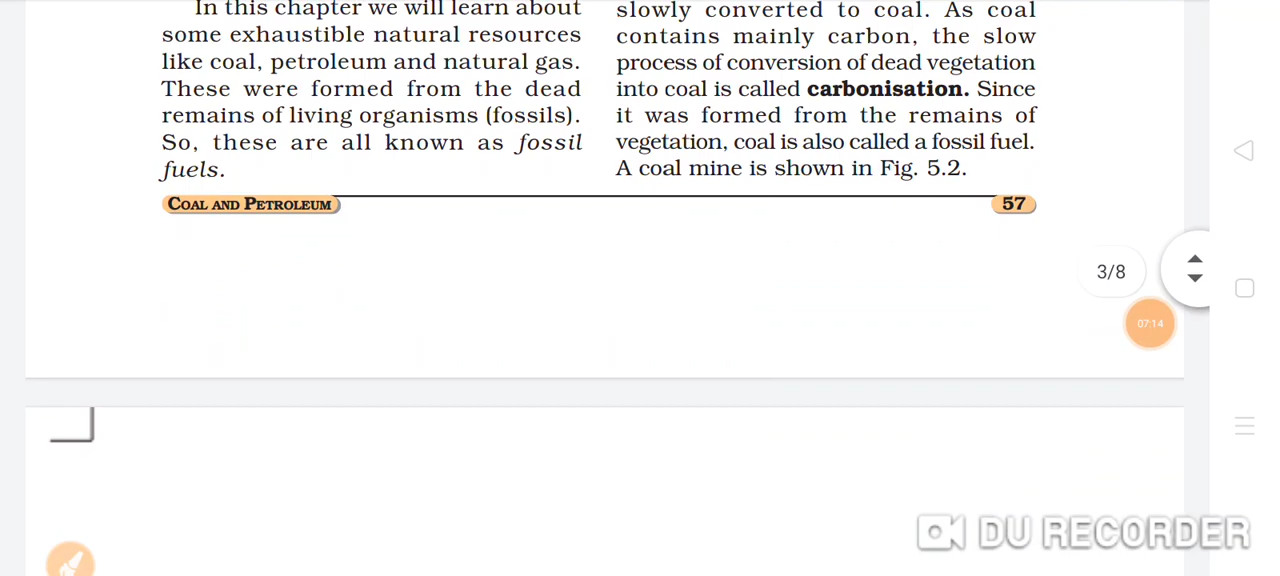 In this chapter we will learn about
some exhaustible natural resources
like coal, petroleum and natural gas.
These were formed from the dead
remains of living organisms (fossils).
So, these are all known as fossil
fuels.
slowly converted to coal. As coal
contains mainly carbon, the slow
process of conversion of dead vegetation
into coal is called carbonisation. Since
it was formed from the remains of
vegetation, coal is also called a fossil fuel.
A coal mine is shown in Fig. 5.2.
COAL AND PETROLEUM
57
3/8
07:14
DU RECORDER